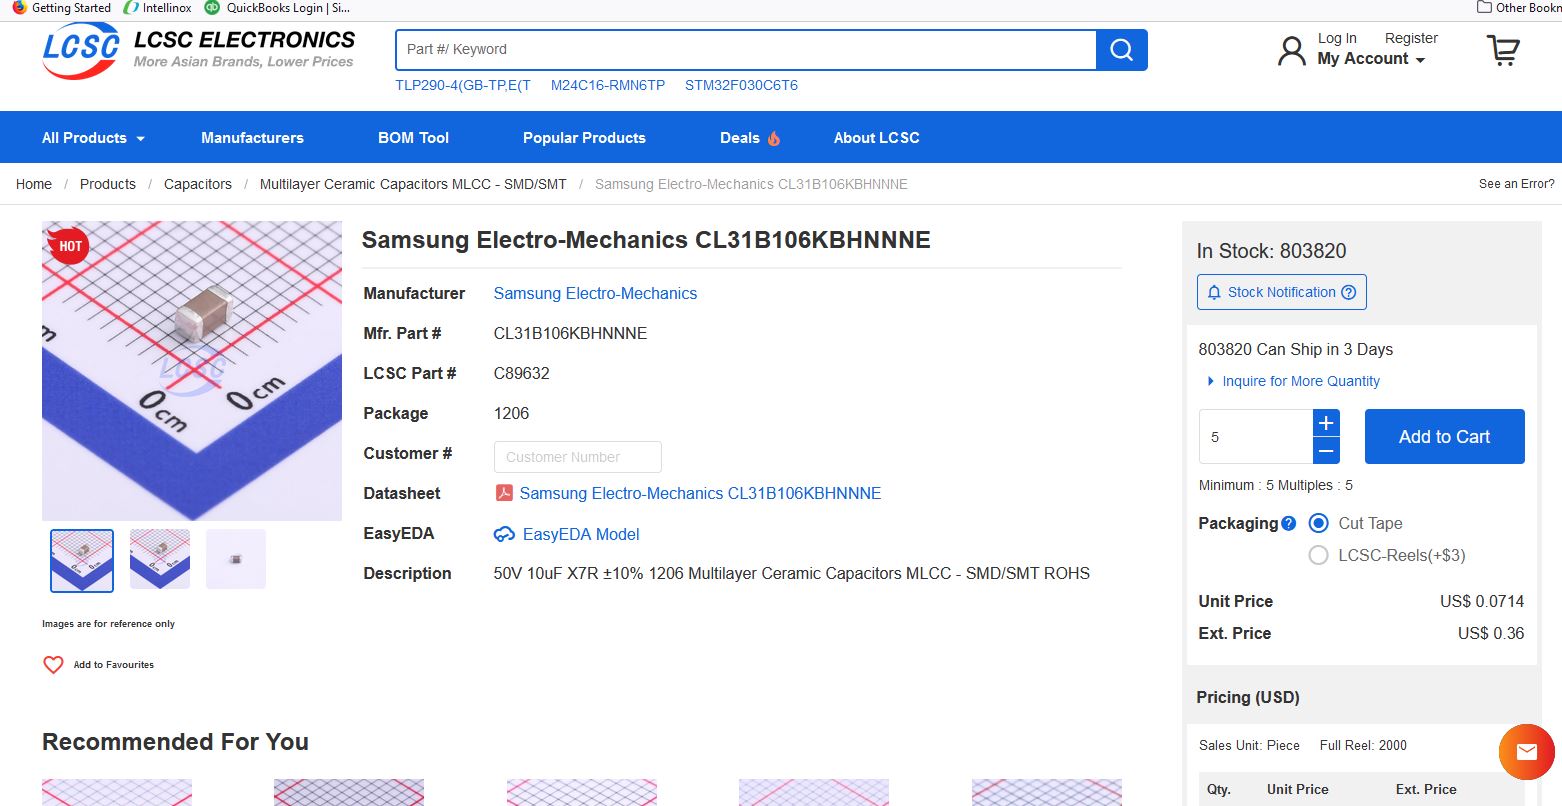 Getting Started
Intellinox
QuickBooks Login | Si...
Other Bookn
LCSC
LCSC ELECTRONICS
More Asian Brands, Lower Prices
Part #/ Keyword
TLP290-4(GB-TP,E(T
M24C16-RMN6TP
STM32F030C6T6
Log In
Register
My Account
All Products
Manufacturers
BOM Tool
Popular Products
Deals
About LCSC
Home / Products / Capacitors / Multilayer Ceramic Capacitors MLCC - SMD/SMT / Samsung Electro-Mechanics CL31B106KBHNNNE
See an Error?
HOT
LCSC
0 cm
0 cm
Samsung Electro-Mechanics CL31B106KBHNNNE
Manufacturer Samsung Electro-Mechanics
Mfr. Part # CL31B106KBHNNNE
LCSC Part # C89632
Package 1206
Customer # Customer Number
Datasheet Samsung Electro-Mechanics CL31B106KBHNNNE
EasyEDA EasyEDA Model
Description 50V 10uF X7R ±10% 1206 Multilayer Ceramic Capacitors MLCC - SMD/SMT ROHS
Images are for reference only
Add to Favourites
In Stock: 803820
Stock Notification ?
803820 Can Ship in 3 Days
Inquire for More Quantity
5
+
−
Add to Cart
Minimum : 5 Multiples : 5
Packaging ? Cut Tape
LCSC-Reels(+$3)
Unit Price US$ 0.0714
Ext. Price US$ 0.36
Pricing (USD)
Sales Unit: Piece Full Reel: 2000
Qty. Unit Price Ext. Price
Recommended For You